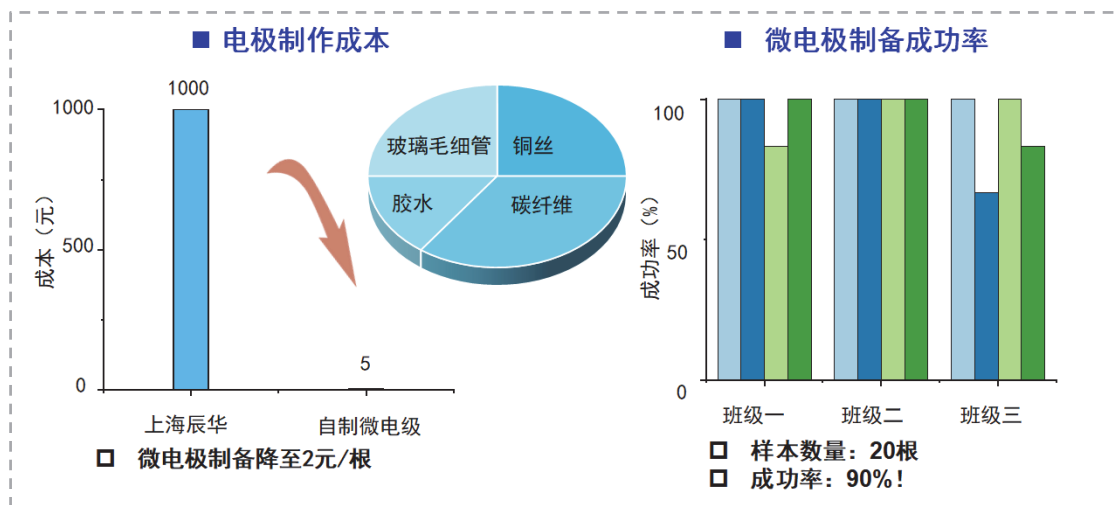 ■ 电极制作成本
1000
1000
500
0
成本（元）
5
上海辰华
自制微电级
玻璃毛细管
铜丝
胶水
碳纤维
微电极制备降至2元/根
■ 微电极制备成功率
100
50
0
成功率（%）
班级一
班级二
班级三
样本数量：20根
成功率：90%！